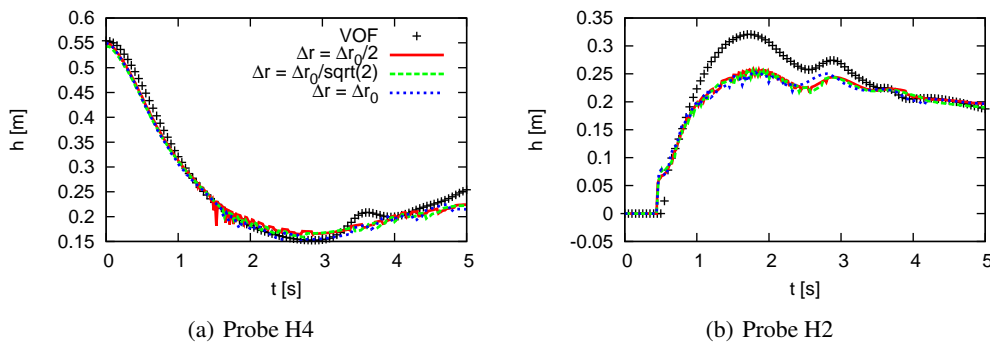 0.6
0.55
0.5
0.45
0.4
0.35
0.3
0.25
0.2
0.15
h [m]
0 1 2 3 4 5
t [s]
VOF
Δr = Δr₀/2
Δr = Δr₀/sqrt(2)
Δr = Δr₀
(a) Probe H4
0.35
0.3
0.25
0.2
0.15
0.1
0.05
0
-0.05
h [m]
0 1 2 3 4 5
t [s]
(b) Probe H2